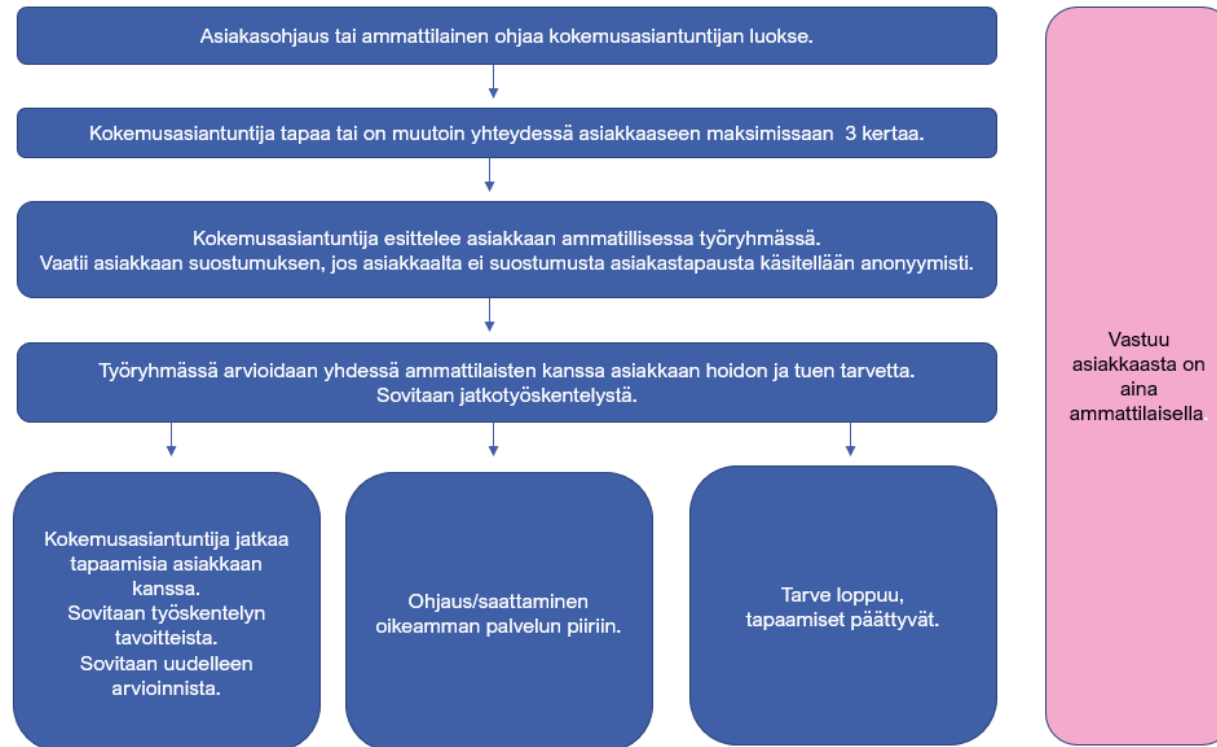 Asiakasohjaus tai ammattilainen ohjaa kokemusasiantuntijan luokse.
Kokemusasiantuntija tapaa tai on muutoin yhteydessä asiakkaaseen maksimissaan 3 kertaa.
Kokemusasiantuntija esittelee asiakkaan ammatillisessa työryhmässä.
Vaatii asiakkaan suostumuksen, jos asiakkaalta ei suostumusta asiakastapausta käsitellään anonyymisti.
Työryhmässä arvioidaan yhdessä ammattilaisten kanssa asiakkaan hoidon ja tuen tarvetta.
Sovitaan jatkotyöskentelystä.
Kokemusasiantuntija jatkaa
tapaamisia asiakkaan
kanssa.
Sovitaan työskentelyn
tavoitteista.
Sovitaan uudelleen
arvioinnista.
Ohjaus/saattaminen
oikeamman palvelun piiriin.
Tarve loppuu,
tapaamiset päättyvät.
Vastuu
asiakkaasta on
aina
ammattilaisella.